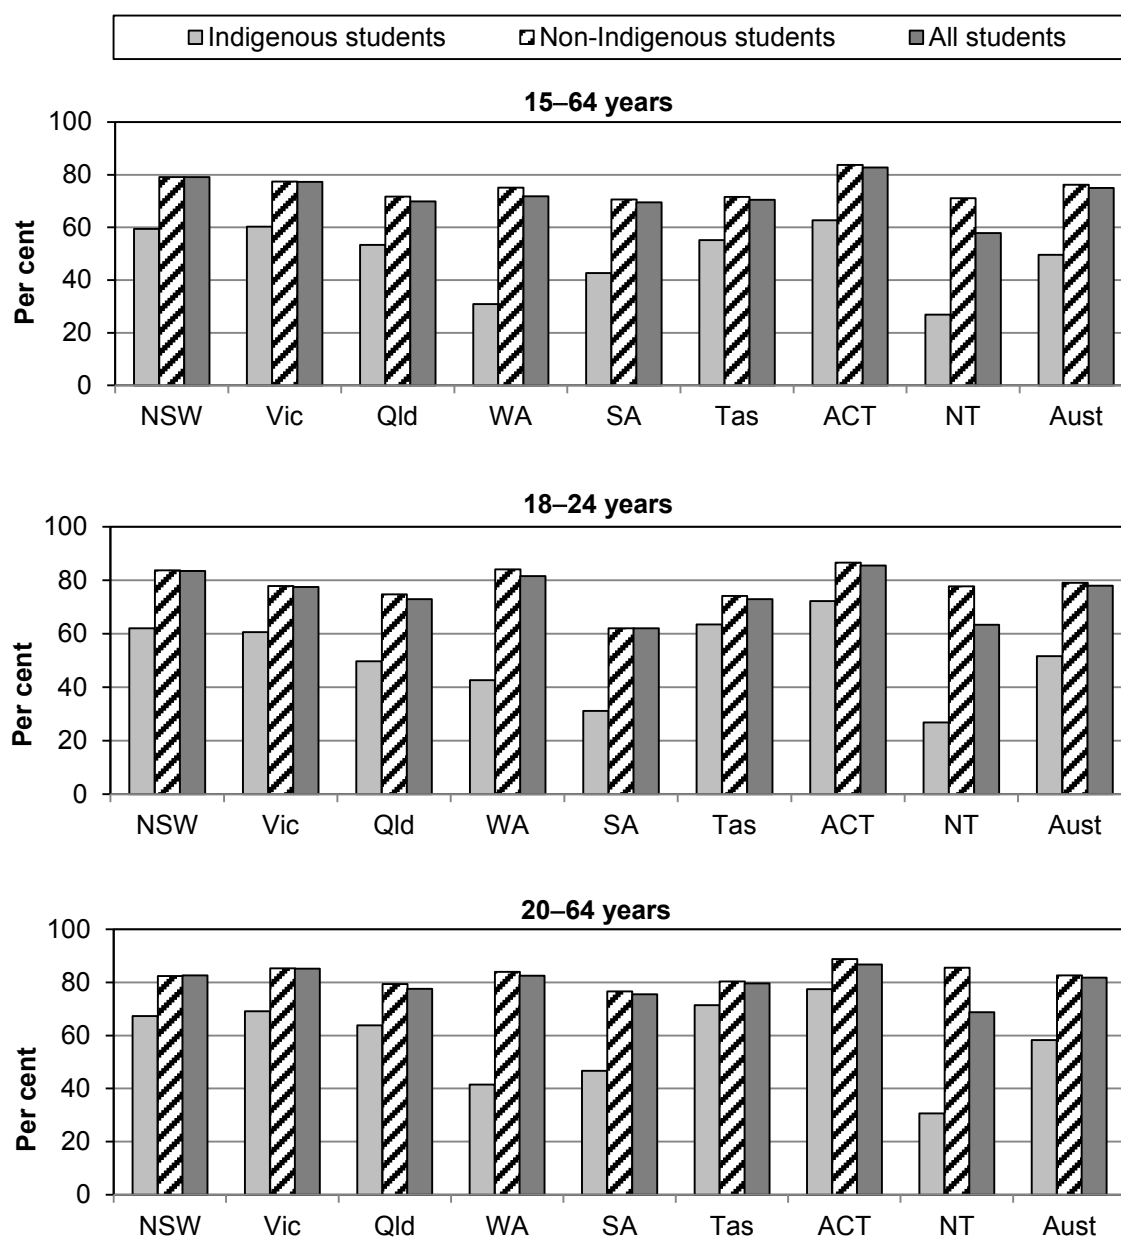 Indigenous students Non-Indigenous students All students
15–64 years
Per cent
100
80
60
40
20
0
NSW Vic Qld WA SA Tas ACT NT Aust
18–24 years
Per cent
100
80
60
40
20
0
NSW Vic Qld WA SA Tas ACT NT Aust
20–64 years
Per cent
100
80
60
40
20
0
NSW Vic Qld WA SA Tas ACT NT Aust